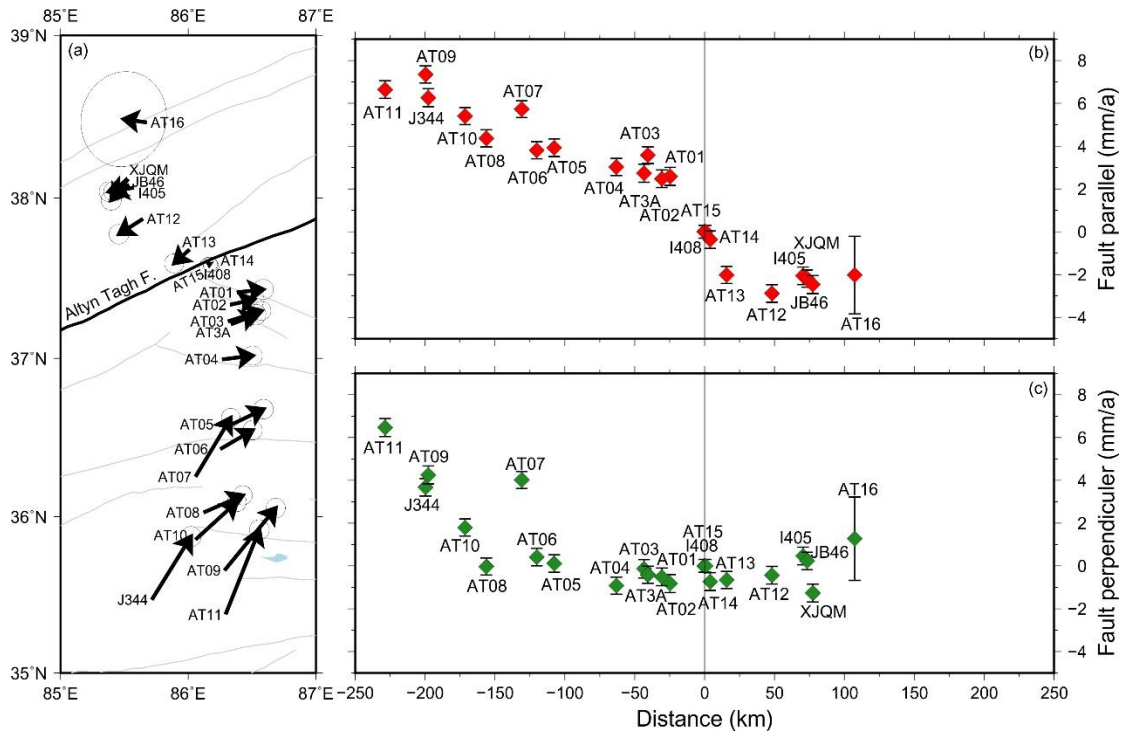 85°E 86°E 87°E
39°N
(a)
AT16
XJQM
JB46
I405
38°N
AT12
AT13
AT14
AT15
I408
Altyn Tagh F.
AT01
AT02
AT03
AT3A
37°N
AT04
AT05
AT06
AT07
AT08
36°N
AT10
AT09
J344
AT11
35°N
85°E 86°E 87°E
(b)
AT09
AT11
J344
AT07
AT10
AT08
AT06
AT05
AT03
AT01
AT04
AT3A
AT02
AT15
I408
AT14
XJQM
I405
AT13
JB46
AT12
AT16
8
6
4
2
0
−2
−4
Fault parallel (mm/a)
(c)
AT11
AT09
J344
AT07
AT10
AT06
AT08
AT05
AT15
I408
AT03
AT01
AT04
AT13
AT3A
AT02
AT14
AT16
I405
JB46
AT12
XJQM
8
6
4
2
0
−2
−4
Fault perpendiculer (mm/a)
−250 −200 −150 −100 −50 0 50 100 150 200 250
Distance (km)